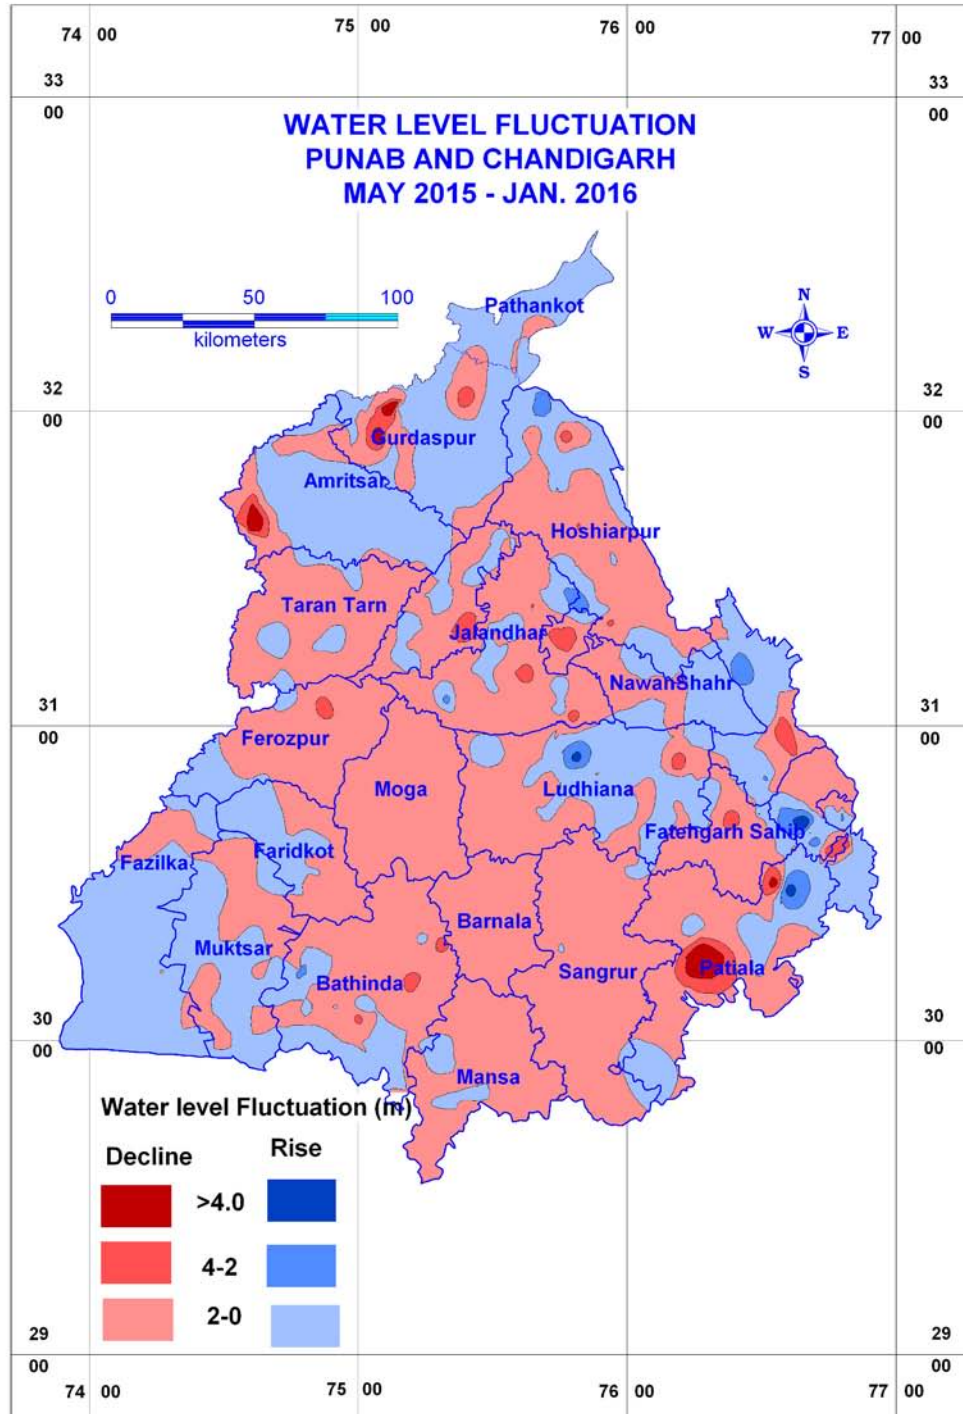 74 00 75 00 76 00 77 00
33 00
33 00
WATER LEVEL FLUCTUATION
PUNAB AND CHANDIGARH
MAY 2015 - JAN. 2016
0 50 100
kilometers
N
W E
S
Pathankot
32 00
32 00
Gurdaspur
Amritsar
Hoshiarpur
Taran Tarn
Jalandhar
NawanShahr
31 00
31 00
Ferozpur
Moga
Ludhiana
Fatehgarh Sahib
Faridkot
Fazilka
Barnala
Muktsar
Sangrur
Patiala
Bathinda
30 00
30 00
Mansa
Water level Fluctuation (m)
Decline Rise
>4.0
4-2
2-0
29 00
29 00
74 00 75 00 76 00 77 00